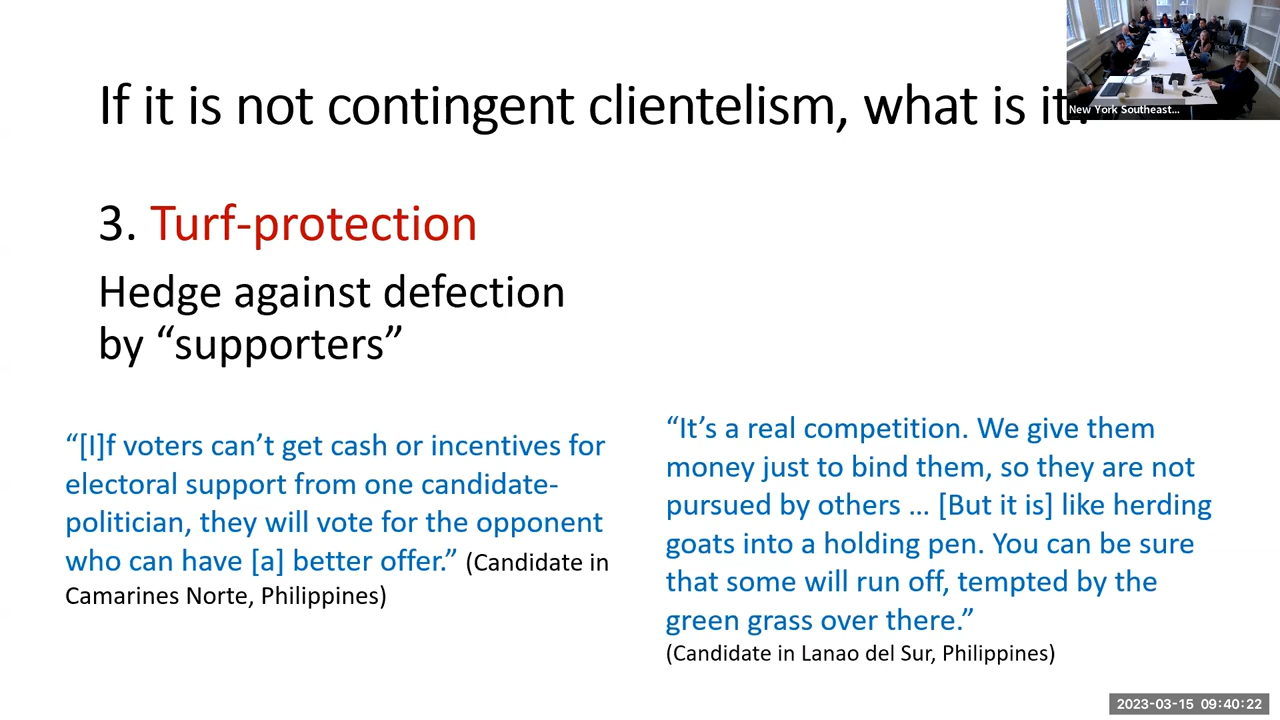 If it is not contingent clientelism, what is it?
New York Southeast...
3. Turf-protection
Hedge against defection
by “supporters”
“[I]f voters can’t get cash or incentives for
electoral support from one candidate-
politician, they will vote for the opponent
who can have [a] better offer.” (Candidate in
Camarines Norte, Philippines)
“It’s a real competition. We give them
money just to bind them, so they are not
pursued by others … [But it is] like herding
goats into a holding pen. You can be sure
that some will run off, tempted by the
green grass over there.”
(Candidate in Lanao del Sur, Philippines)
2023-03-15 09:40:22